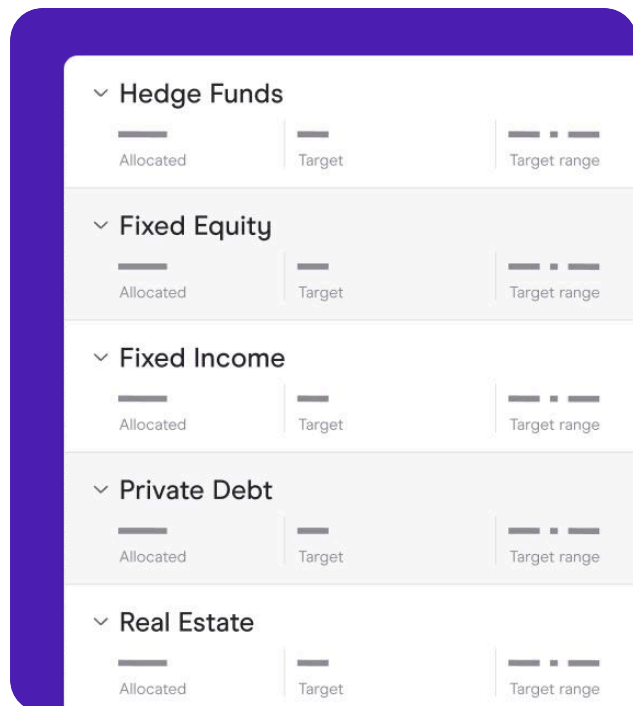 Hedge Funds
Allocated Target Target range
Fixed Equity
Allocated Target Target range
Fixed Income
Allocated Target Target range
Private Debt
Allocated Target Target range
Real Estate
Allocated Target Target range